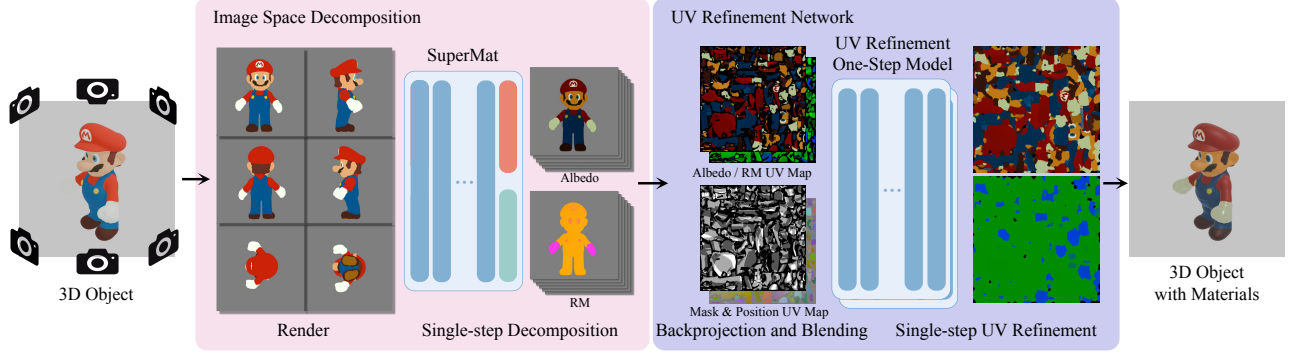 Image Space Decomposition
UV Refinement Network
SuperMat
UV Refinement
One-Step Model
M
Albedo
Albedo / RM UV Map
RM
Mask & Position UV Map
3D Object
Render
Single-step Decomposition
Backprojection and Blending
Single-step UV Refinement
3D Object
with Materials